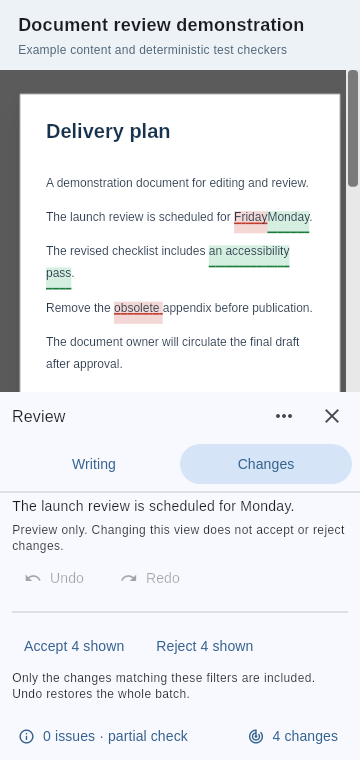 Document review demonstration
Example content and deterministic test checkers
Delivery plan
A demonstration document for editing and review.
The launch review is scheduled for FridayMonday.
The revised checklist includes an accessibility
pass.
Remove the obsolete appendix before publication.
The document owner will circulate the final draft
after approval.
Review
Writing
Changes
The launch review is scheduled for Monday.
Preview only. Changing this view does not accept or reject
changes.
Undo
Redo
Accept 4 shown
Reject 4 shown
Only the changes matching these filters are included.
Undo restores the whole batch.
0 issues · partial check
4 changes